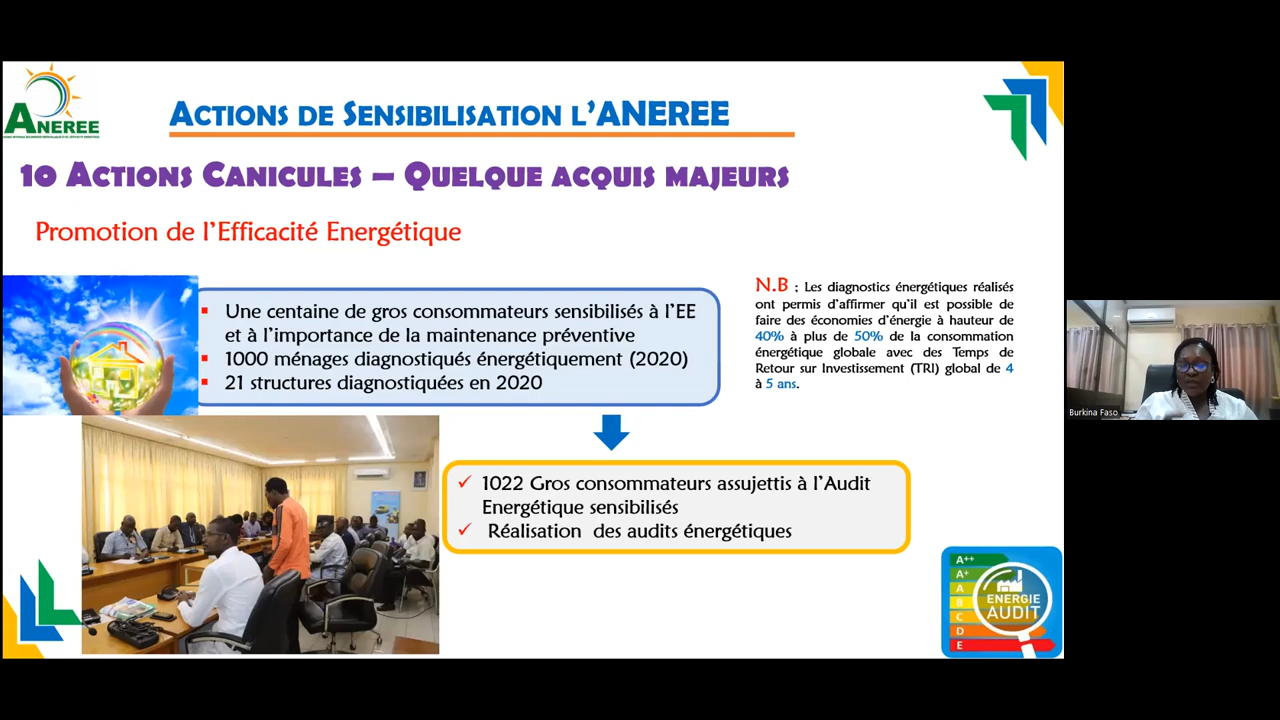 ANEREE
ACTIONS DE SENSIBILISATION L'ANEREE
10 ACTIONS CANICULES – QUELQUE ACQUIS MAJEURS
Promotion de l'Efficacité Energétique
Une centaine de gros consommateurs sensibilisés à l'EE
et à l'importance de la maintenance préventive
1000 ménages diagnostiqués énergétiquement (2020)
21 structures diagnostiquées en 2020
N.B : Les diagnostics énergétiques réalisés
ont permis d'affirmer qu'il est possible de
faire des économies d'énergie à hauteur de
40% à plus de 50% de la consommation
énergétique globale avec des Temps de
Retour sur Investissement (TRI) global de 4
à 5 ans.
Burkina Faso
✓ 1022 Gros consommateurs assujettis à l'Audit
Energétique sensibilisés
✓ Réalisation des audits énergétiques
A++
A+
A
B
C
D
E
ENERGIE
AUDIT